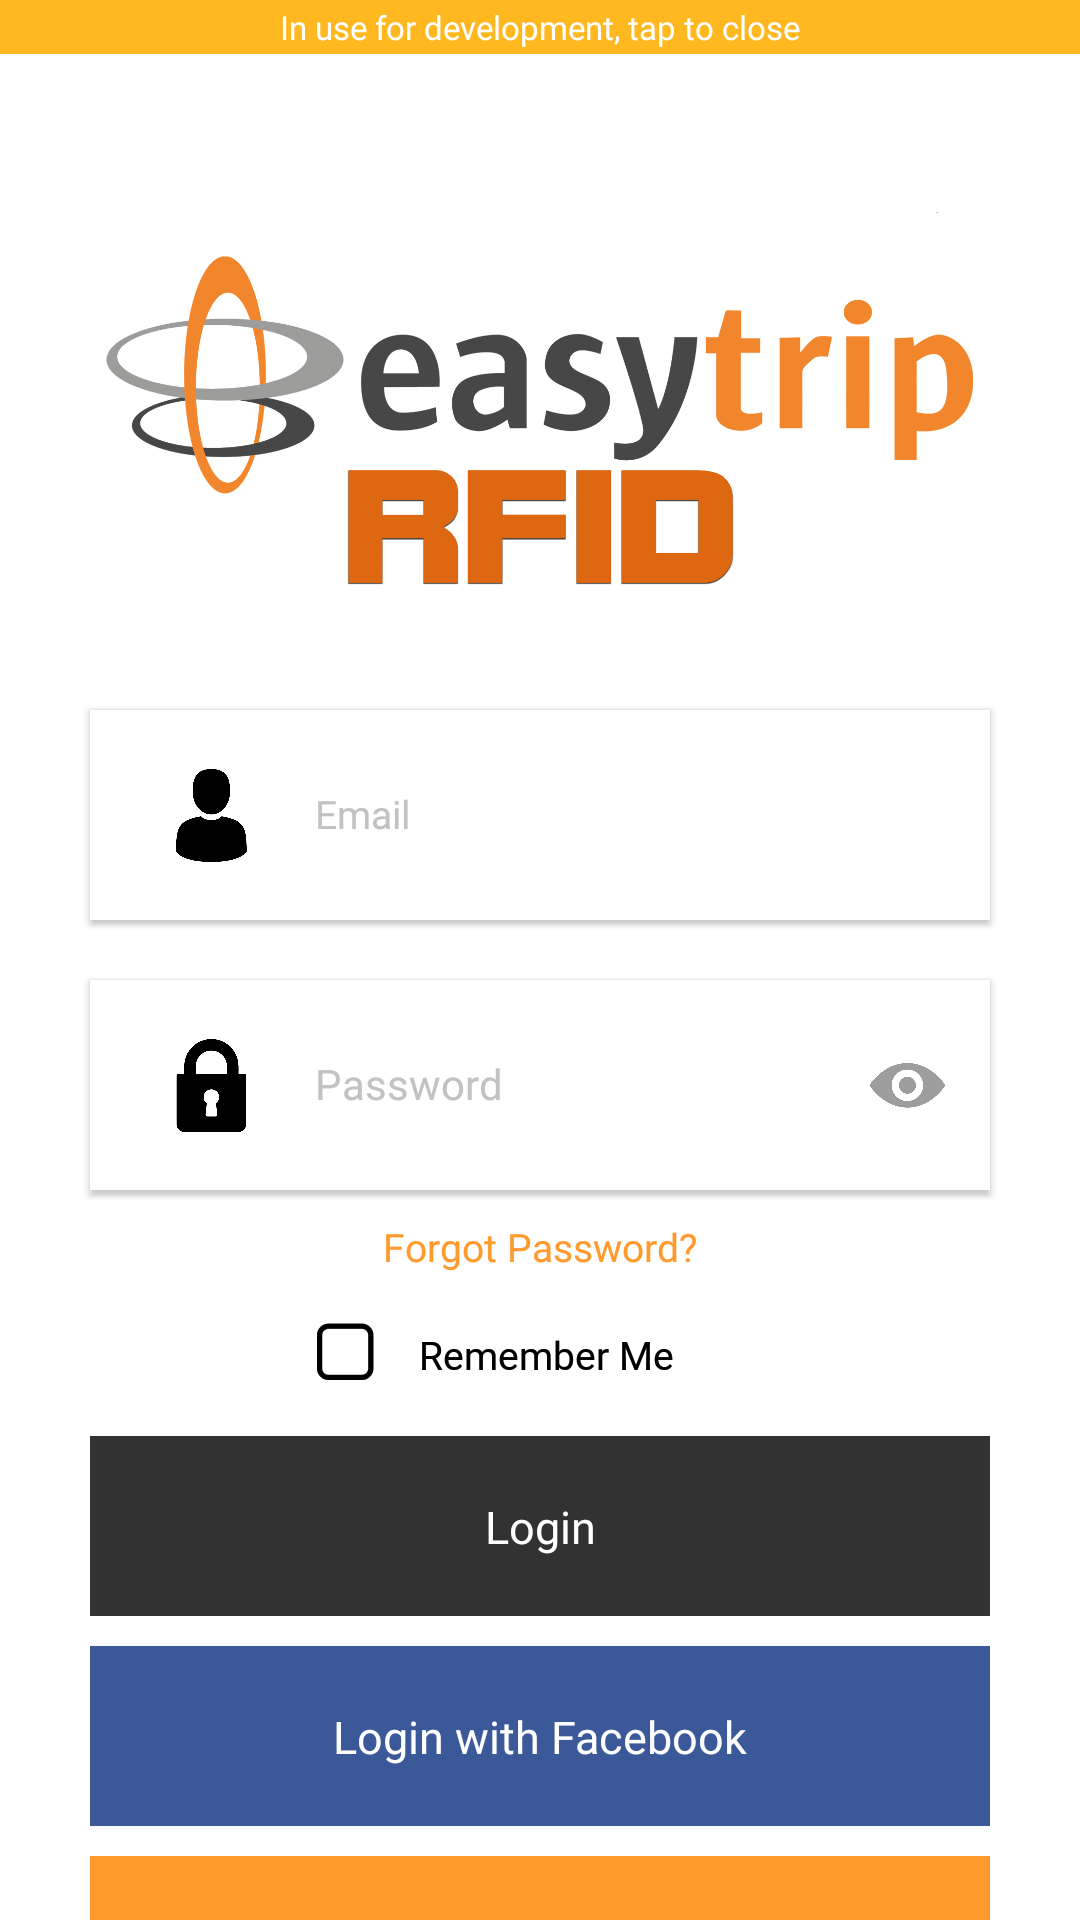 In use for development, tap to close
easytrip
RFID
Email
Password
Forgot Password?
Remember Me
Login
Login with Facebook